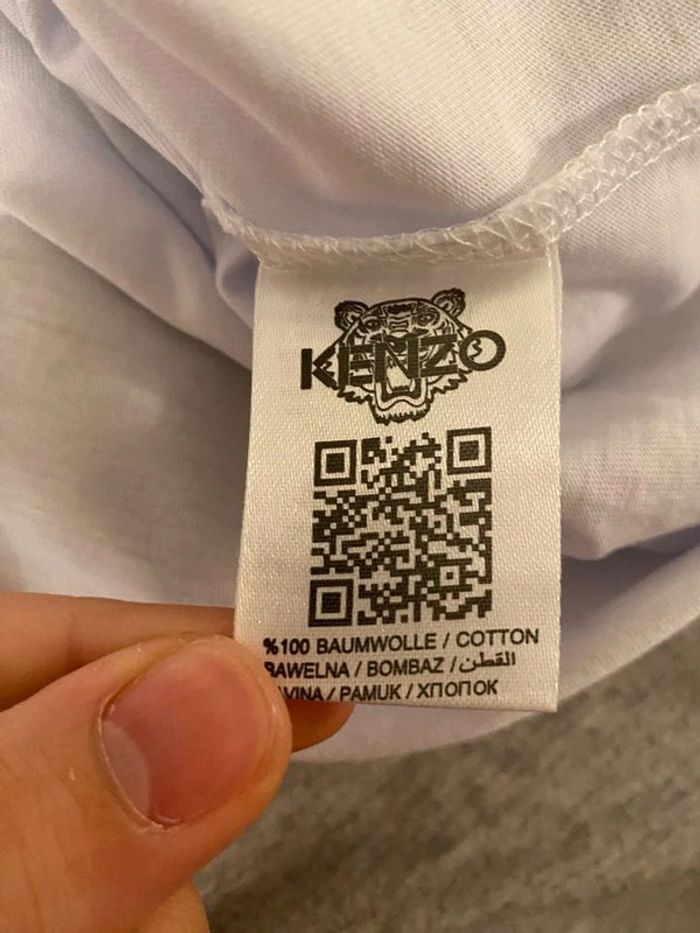 KENZO
%100 BAUMWOLLE / COTTON
BAWELNA / BOMBAZ / القطن
/ PAMUK / ХЛОПОК